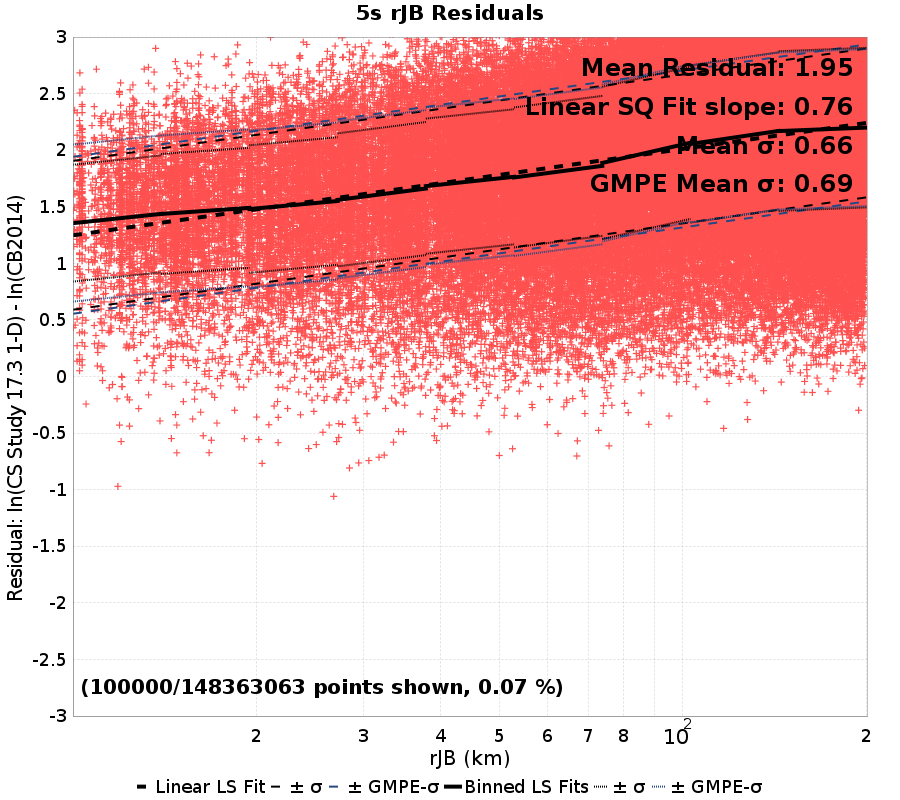 5s rJB Residuals
Residual: ln(CS Study 17.3 1-D) - ln(CB2014)
3
2.5
2
1.5
1
0.5
0
-0.5
-1
-1.5
-2
-2.5
-3
Mean Residual: 1.95
Linear SQ Fit slope: 0.76
Mean σ: 0.66
GMPE Mean σ: 0.69
(100000/148363063 points shown, 0.07 %)
2 3 4 5 6 7 8 10² 2
rJB (km)
Linear LS Fit ± σ ± GMPE-σ Binned LS Fits ± σ ± GMPE-σ